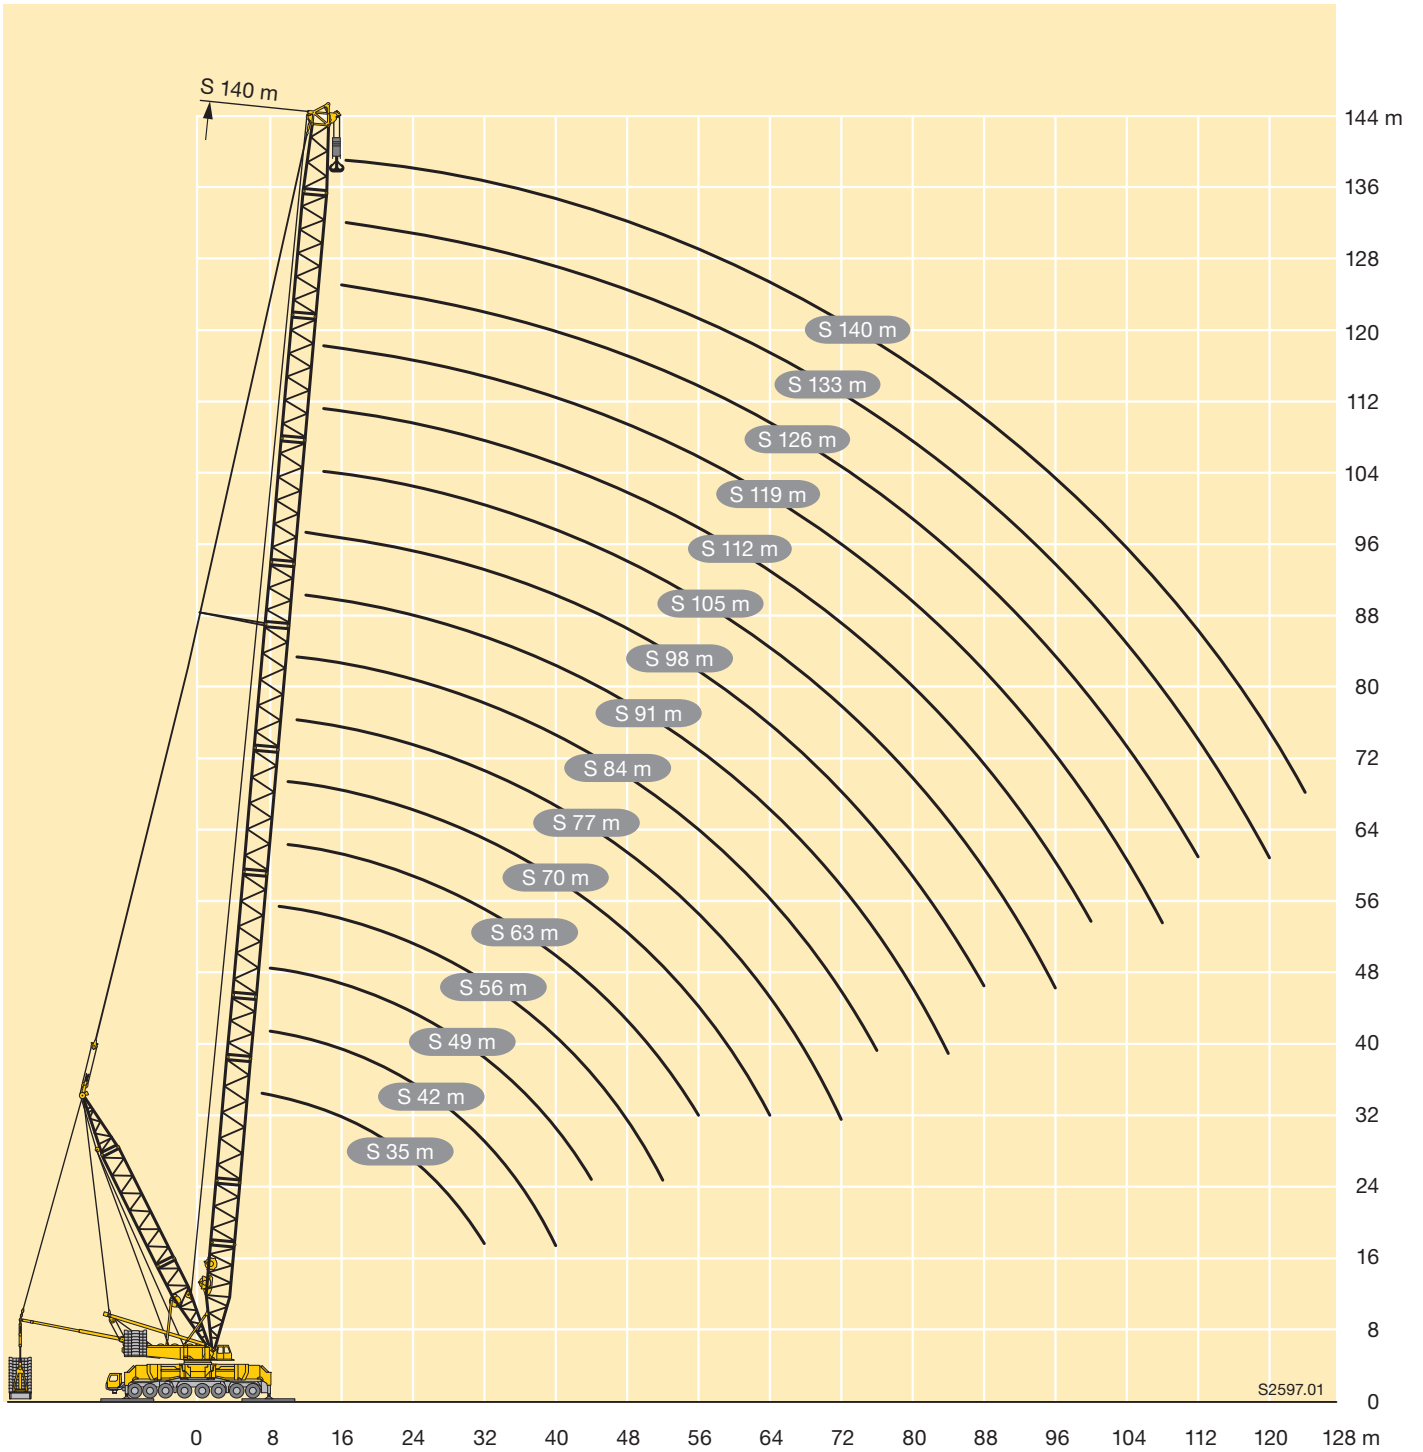 S 140 m
144 m
136
128
120
S 140 m
S 133 m
112
S 126 m
104
S 119 m
96
S 112 m
88
S 105 m
80
S 98 m
S 91 m
72
S 84 m
64
S 77 m
56
S 70 m
48
S 63 m
S 56 m
40
S 49 m
32
S 42 m
24
S 35 m
16
8
S2597.01
0
0 8 16 24 32 40 48 56 64 72 80 88 96 104 112 120 128 m